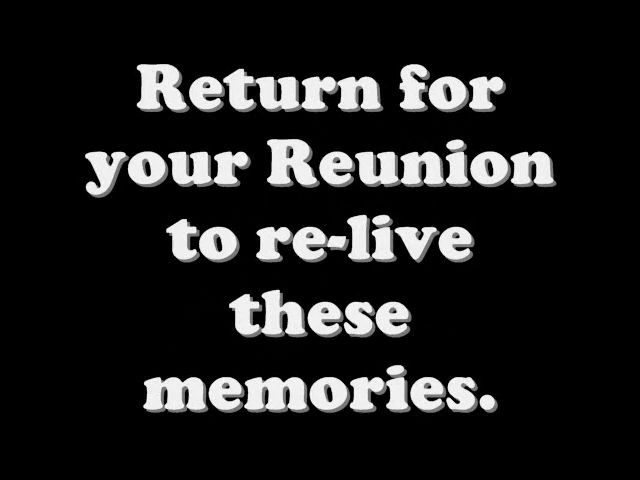 Return for
your Reunion
to re-live
these
memories.